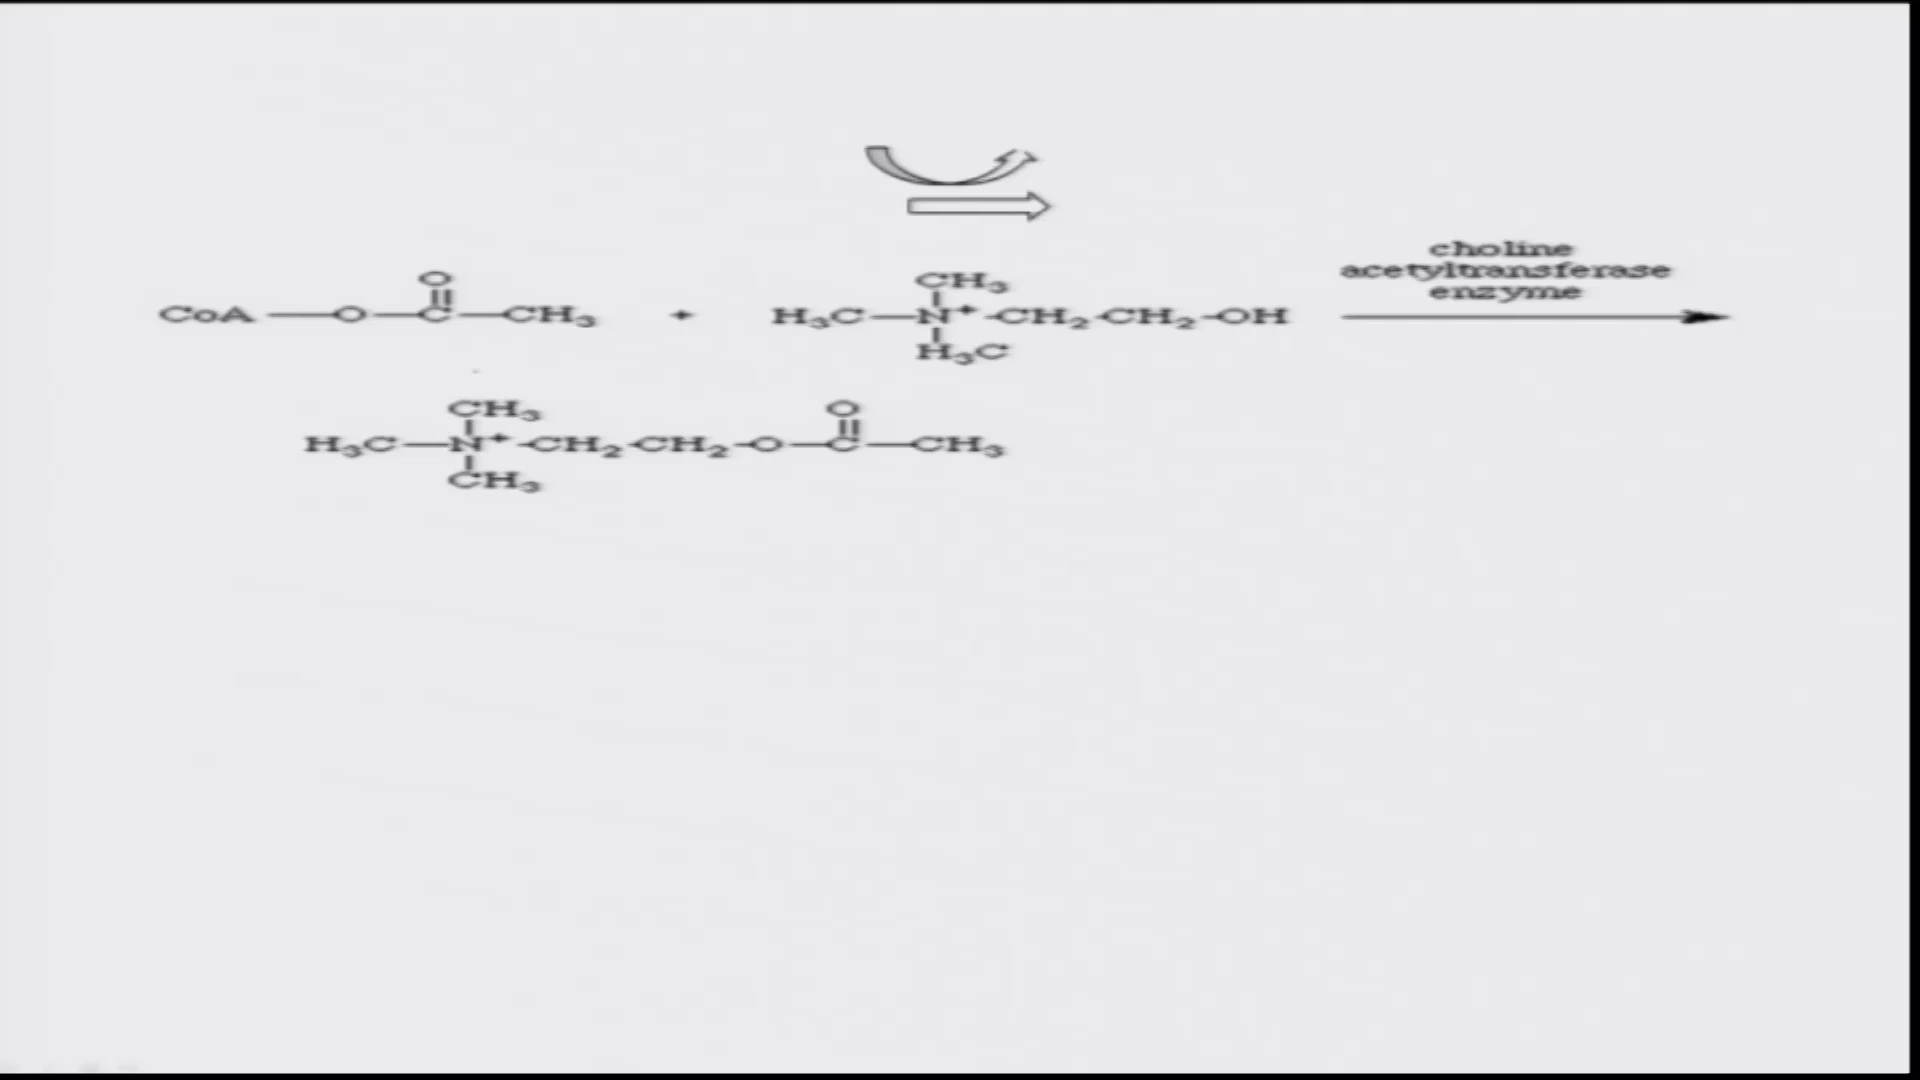 choline
acetyltransferase
enzyme
O
CoA—O—C—CH₃ + H₃C—N⁺-CH₂-CH₂-OH
CH₃
H₃C
CH₃
O
H₃C—N⁺-CH₂-CH₂-O—C—CH₃
CH₃